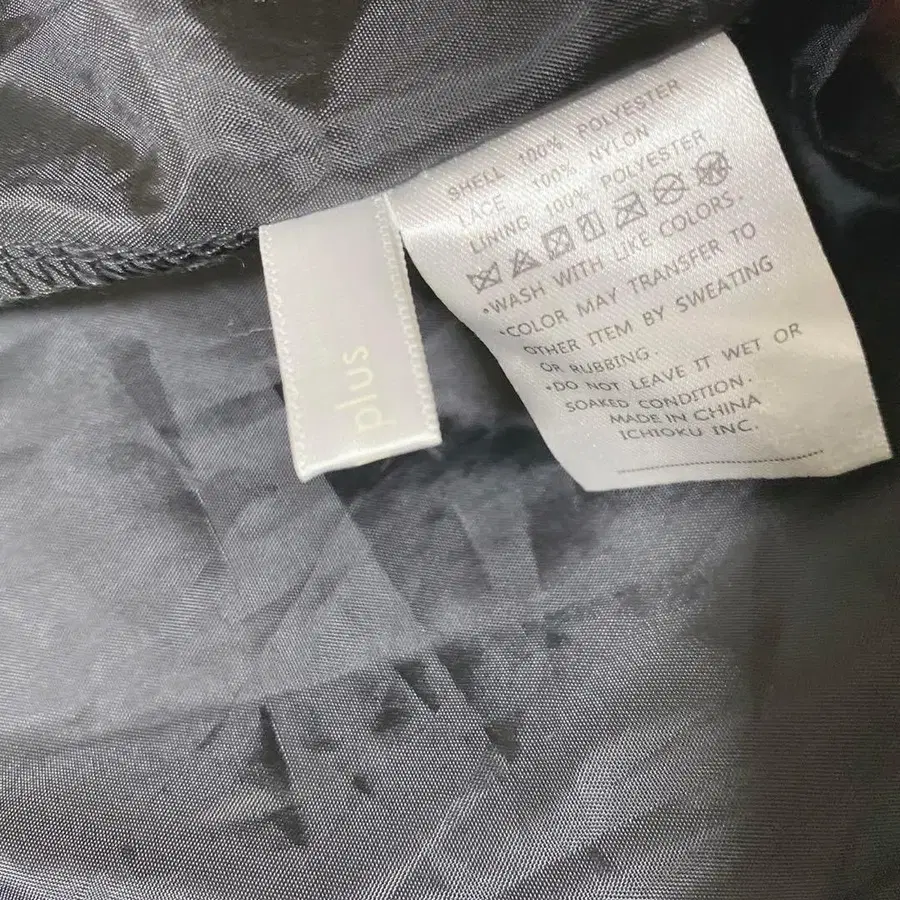 plus
SHELL 100% POLYESTER
LACE 100% NYLON
LINING 100% POLYESTER
•WASH WITH LIKE COLORS.
•COLOR MAY TRANSFER TO
OTHER ITEM BY SWEATING
OR RUBBING.
•DO NOT LEAVE IT WET OR
SOAKED CONDITION.
MADE IN CHINA
ICHIOKU INC.